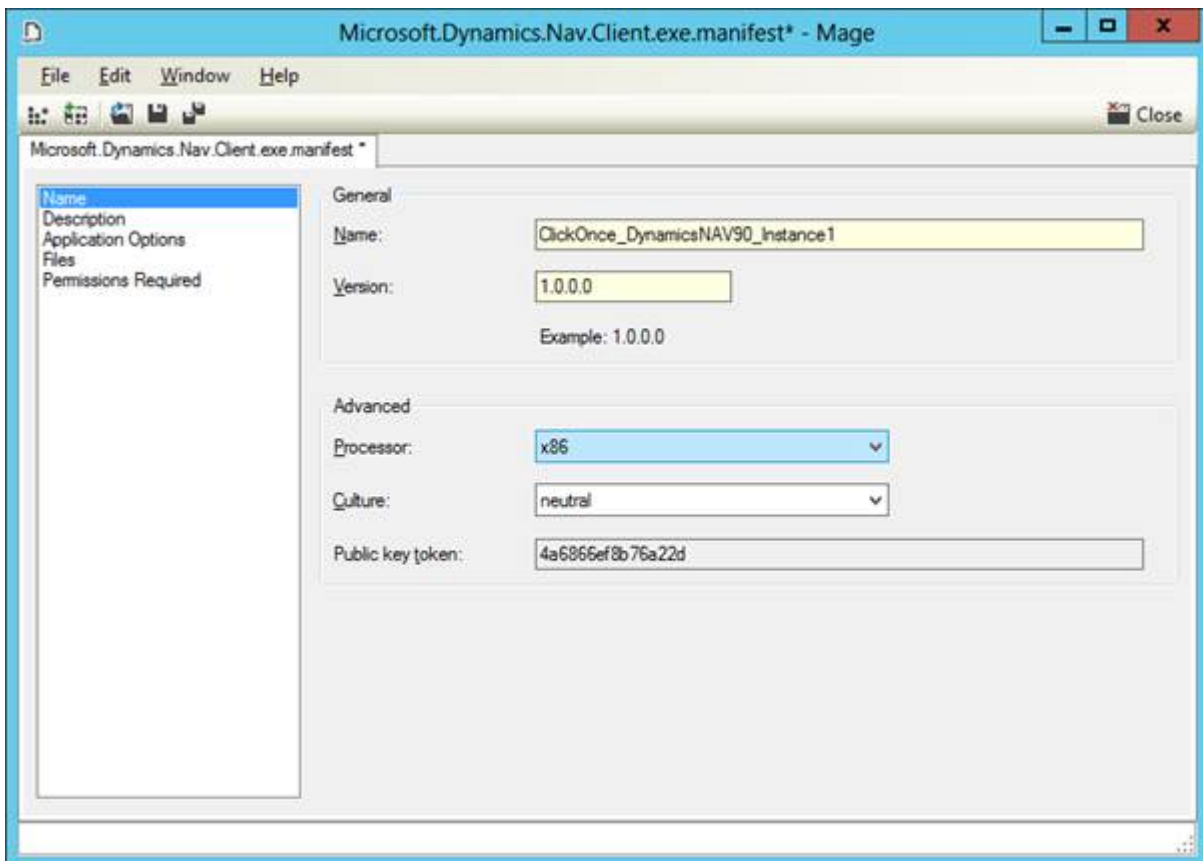 Microsoft.Dynamics.Nav.Client.exe.manifest* - Mage
File Edit Window Help
Close
Microsoft.Dynamics.Nav.Client.exe.manifest *
Name
Description
Application Options
Files
Permissions Required
General
Name: ClickOnce_DynamicsNAV90_Instance1
Version: 1.0.0.0
Example: 1.0.0.0
Advanced
Processor: x86
Culture: neutral
Public key token: 4a6866ef8b76a22d